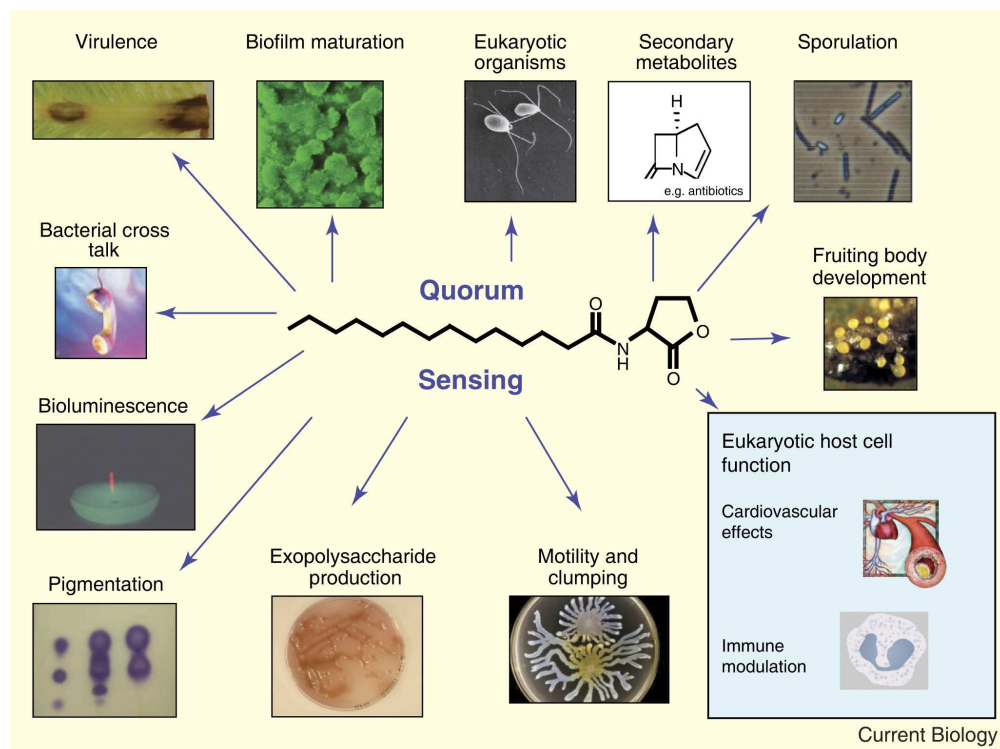 Virulence
Biofilm maturation
Eukaryotic
organisms
Secondary
metabolites
Sporulation
H
N
e.g. antibiotics
Bacterial cross
talk
Fruiting body
development
Quorum
O
O
N
H
O
Sensing
Bioluminescence
Eukaryotic host cell
function
Cardiovascular
effects
Exopolysaccharide
production
Motility and
clumping
Pigmentation
Immune
modulation
Current Biology